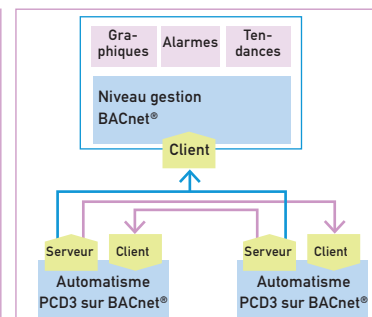 Gra-
phiques
Alarmes
Ten-
dances
Niveau gestion
BACnet®
Client
Serveur
Client
Automatisme
PCD3 sur BACnet®
Serveur
Client
Automatisme
PCD3 sur BACnet®